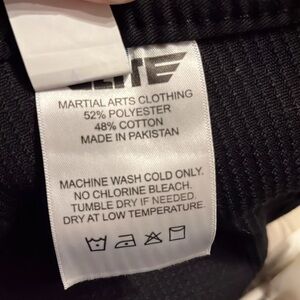 MARTIAL ARTS CLOTHING
52% POLYESTER
48% COTTON
MADE IN PAKISTAN
MACHINE WASH COLD ONLY.
NO CHLORINE BLEACH.
TUMBLE DRY IF NEEDED.
DRY AT LOW TEMPERATURE.